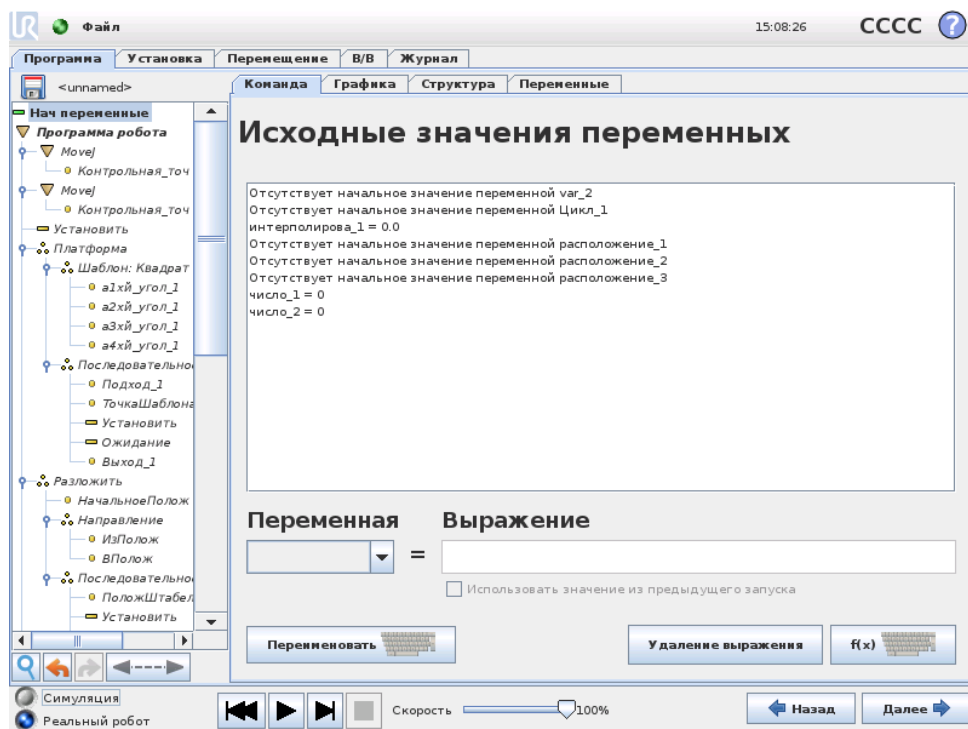 UR
Файл
15:08:26
CCCC
?
Программа
Установка
Перемещение
В/В
Журнал
<unnamed>
Команда
Графика
Структура
Переменные
Нач переменные
Программа робота
MoveJ
Контрольная_точ
MoveJ
Контрольная_точ
Установить
Платформа
Шаблон: Квадрат
a1хй_угол_1
a2хй_угол_1
a3хй_угол_1
a4хй_угол_1
Последовательно
Подход_1
ТочкаШаблона
Установить
Ожидание
Выход_1
Разложить
НачальноеПолож
Направление
ИзПолож
ВПолож
Последовательно
ПоложШтабел
Установить
Исходные значения переменных
Отсутствует начальное значение переменной var_2
Отсутствует начальное значение переменной Цикл_1
интерполирова_1 = 0.0
Отсутствует начальное значение переменной расположение_1
Отсутствует начальное значение переменной расположение_2
Отсутствует начальное значение переменной расположение_3
число_1 = 0
число_2 = 0
Переменная
Выражение
=
Использовать значение из предыдущего запуска
Переименовать
Удаление выражения
f(x)
Симуляция
Реальный робот
Скорость
100%
Назад
Далее